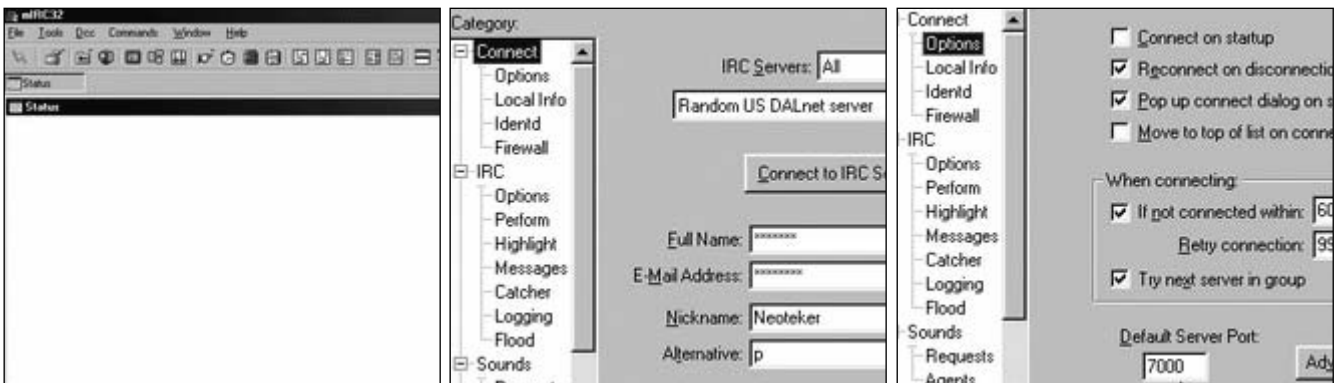 mIRC32
File Tools Dcc Commands Window Help
Status
Status
Category:
Connect
Options
Local Info
Identd
Firewall
IRC
Options
Perform
Highlight
Messages
Catcher
Logging
Flood
Sounds
IRC Servers: All
Random US DALnet server
Connect to IRC S
Full Name: *******
E-Mail Address: ********
Nickname: Neoteker
Alternative: p
Connect
Options
Local Info
Identd
Firewall
IRC
Options
Perform
Highlight
Messages
Catcher
Logging
Flood
Sounds
Requests
Agents
Connect on startup
Reconnect on disconnectio
Pop up connect dialog on s
Move to top of list on conne
When connecting:
If not connected within: 60
Retry connection: 99
Try next server in group
Default Server Port:
7000
Adv